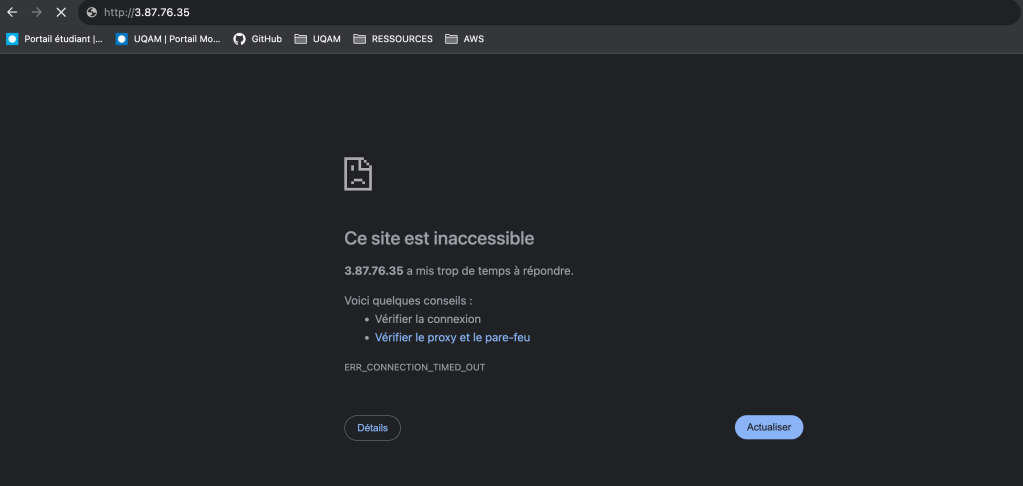 http://3.87.76.35
Portail étudiant |... UQAM | Portail Mo... GitHub UQAM RESSOURCES AWS
Ce site est inaccessible
3.87.76.35 a mis trop de temps à répondre.
Voici quelques conseils :
• Vérifier la connexion
• Vérifier le proxy et le pare-feu
ERR_CONNECTION_TIMED_OUT
Détails Actualiser